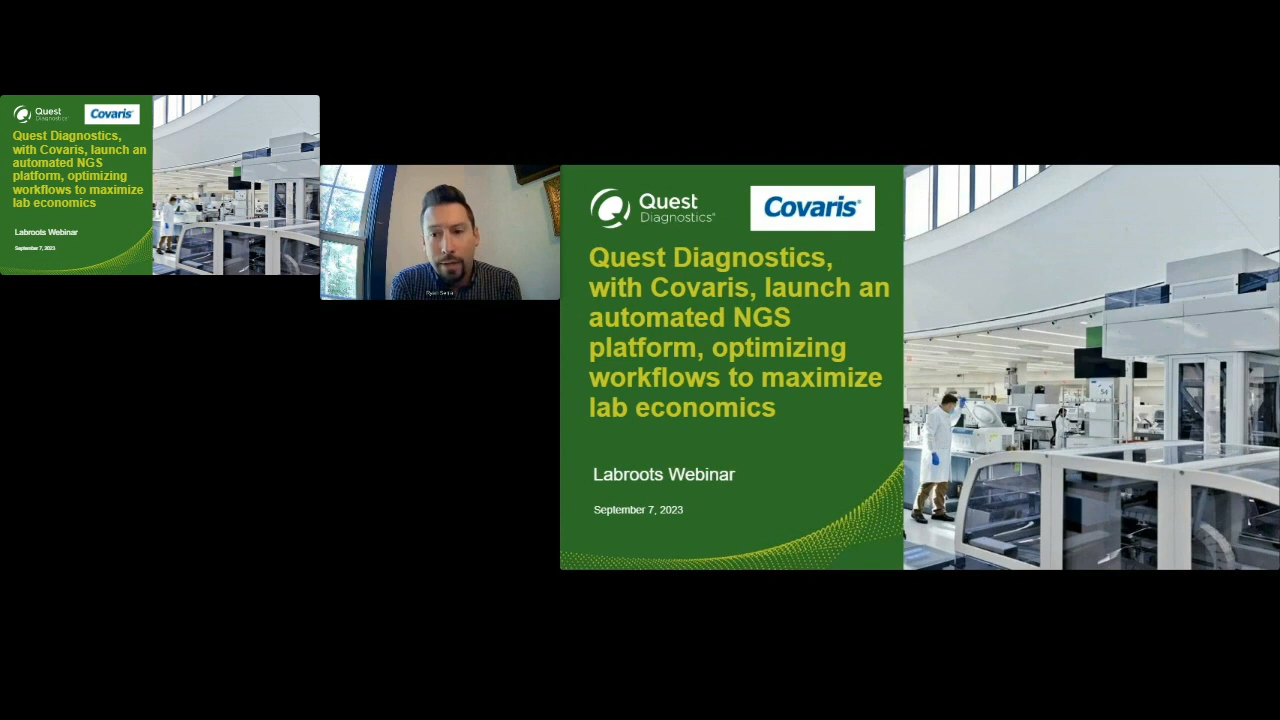 Quest
Diagnostics®
Covaris®
Quest Diagnostics,
with Covaris, launch an
automated NGS
platform, optimizing
workflows to maximize
lab economics
Labroots Webinar
September 7, 2023
Quest
Diagnostics®
Covaris®
Quest Diagnostics,
with Covaris, launch an
automated NGS
platform, optimizing
workflows to maximize
lab economics
Labroots Webinar
September 7, 2023